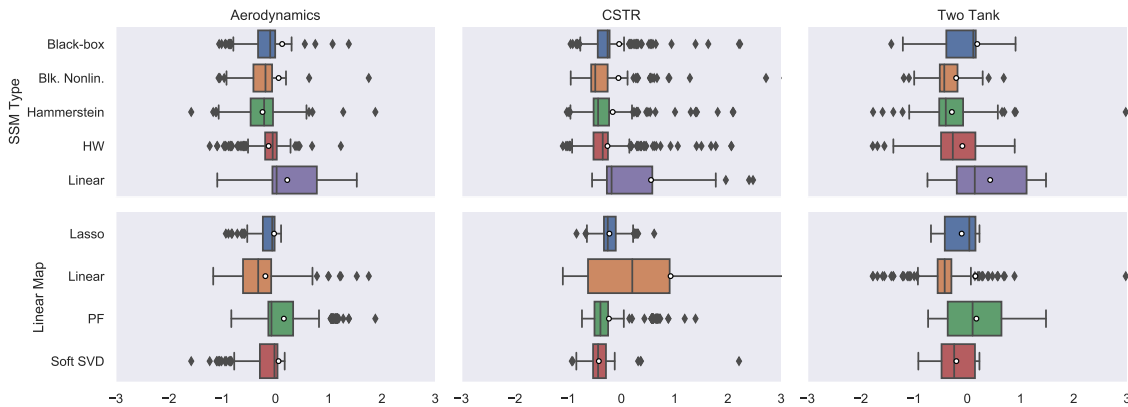 Aerodynamics CSTR Two Tank
SSM Type
Black-box
Blk. Nonlin.
Hammerstein
HW
Linear
Linear Map
Lasso
Linear
PF
Soft SVD
−3 −2 −1 0 1 2 3 −3 −2 −1 0 1 2 3 −3 −2 −1 0 1 2 3